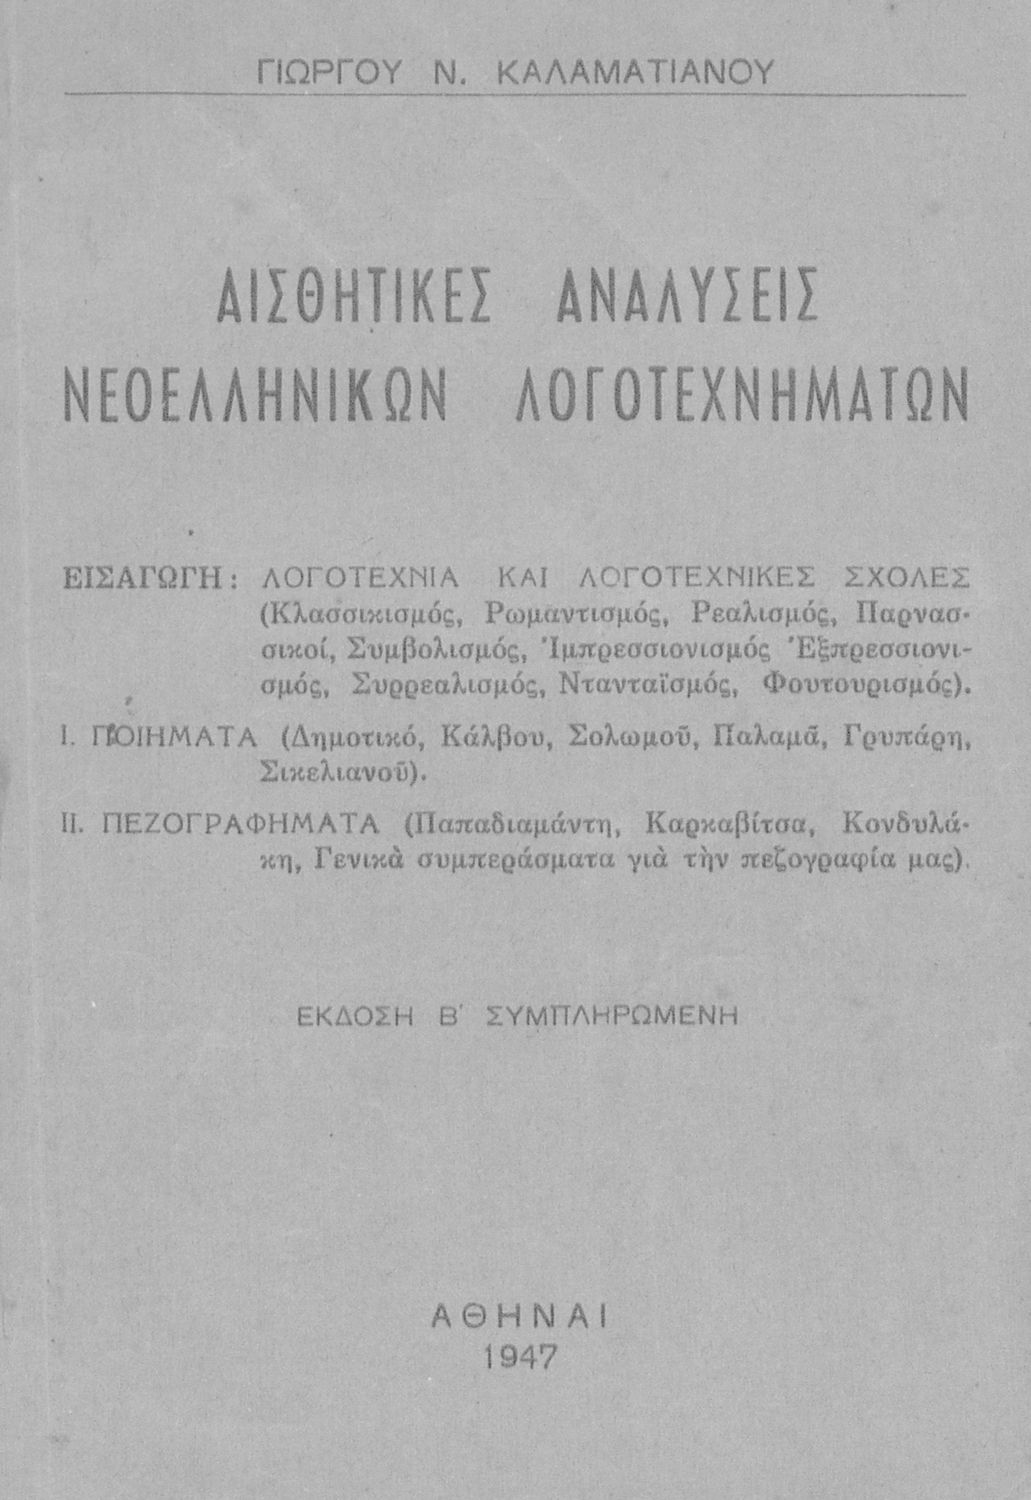 ΓΙΩΡΓΟΥ Ν. ΚΑΛΑΜΑΤΙΑΝΟΥ
ΑΙΣΘΗΤΙΚΕΣ ΑΝΑΛΥΣΕΙΣ
ΝΕΟΕΛΛΗΝΙΚΩΝ ΛΟΓΟΤΕΧΝΗΜΑΤΩΝ
ΕΙΣΑΓΩΓΗ: ΛΟΓΟΤΕΧΝΙΑ ΚΑΙ ΛΟΓΟΤΕΧΝΙΚΕΣ ΣΧΟΛΕΣ
(Κλασσικισμός, Ρωμαντισμός, Ρεαλισμός, Παρνασ-
σικοί, Συμβολισμός, Ἰμπρεσσιονισμός Ἐξπρεσσιονι-
σμός, Συρρεαλισμός, Ντανταϊσμός, Φουτουρισμός).
Ι. ΠΟΙΗΜΑΤΑ (Δημοτικό, Κάλβου, Σολωμοῦ, Παλαμᾶ, Γρυπάρη,
Σικελιανοῦ).
ΙΙ. ΠΕΖΟΓΡΑΦΗΜΑΤΑ (Παπαδιαμάντη, Καρκαβίτσα, Κονδυλά-
κη, Γενικὰ συμπεράσματα γιὰ τὴν πεζογραφία μας).
ΕΚΔΟΣΗ Β΄ ΣΥΜΠΛΗΡΩΜΕΝΗ
ΑΘΗΝΑΙ
1947